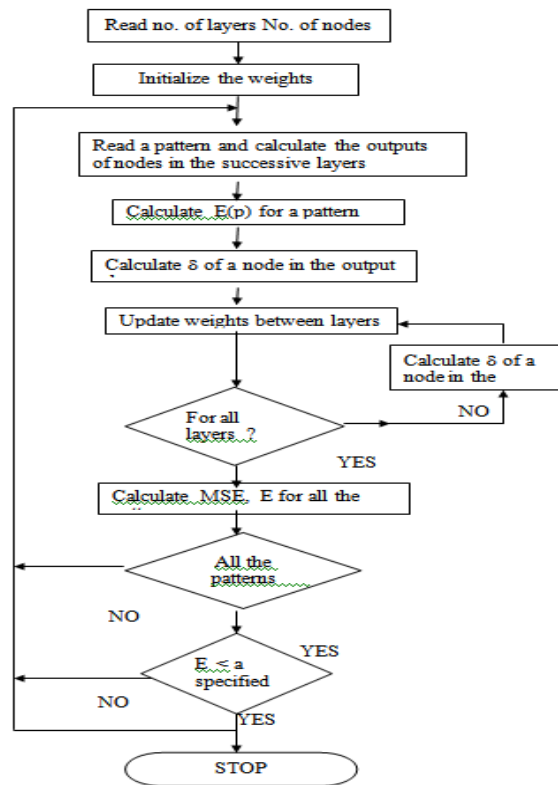 Read no. of layers No. of nodes
Initialize the weights
Read a pattern and calculate the outputs
of nodes in the successive layers
Calculate E(p) for a pattern
Calculate δ of a node in the output
Update weights between layers
Calculate δ of a
node in the
NO
For all
layers ?
YES
Calculate MSE, E for all the
All the
patterns
NO
YES
E < a
specified
NO
YES
STOP